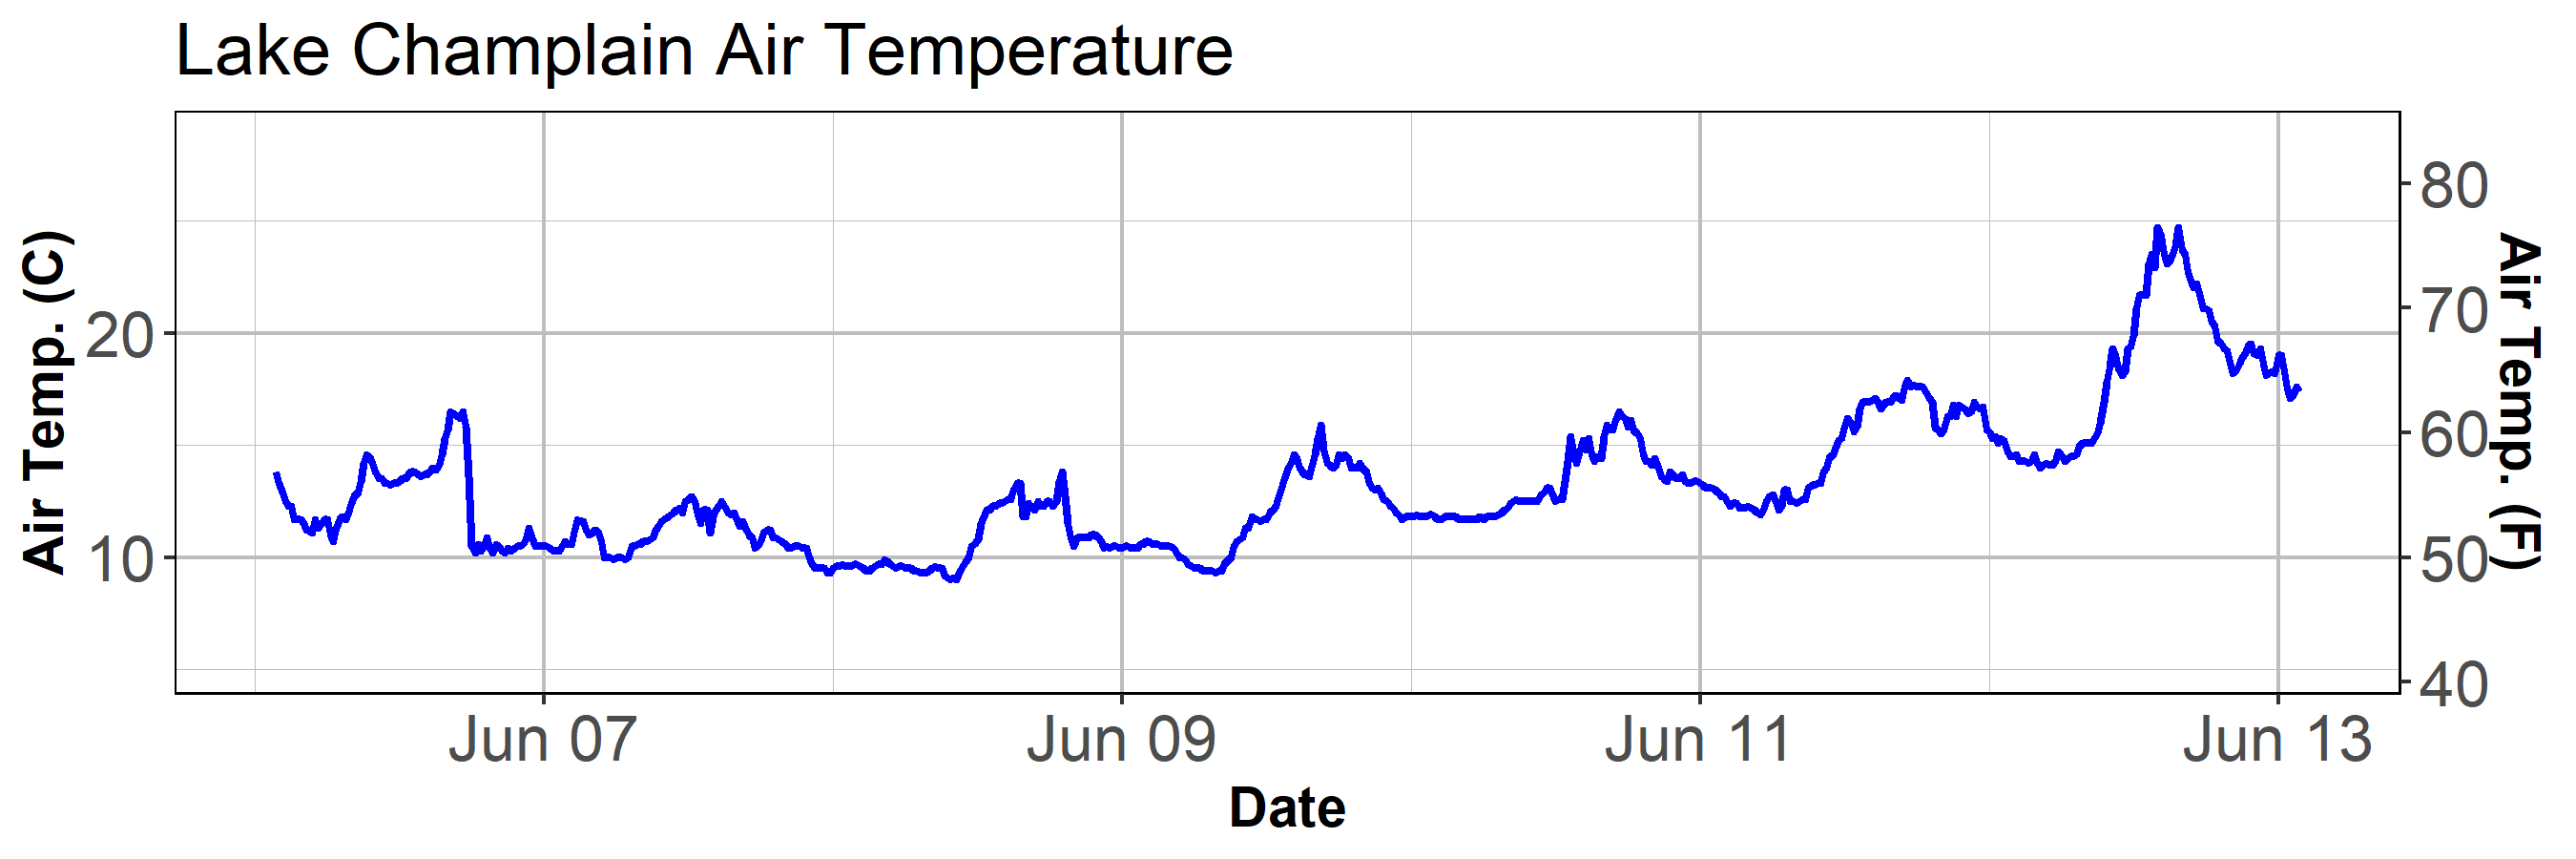 Lake Champlain Air Temperature
Air Temp. (C)
20
10
80
70
60
50
40
Air Temp. (F)
Jun 07
Jun 09
Jun 11
Jun 13
Date